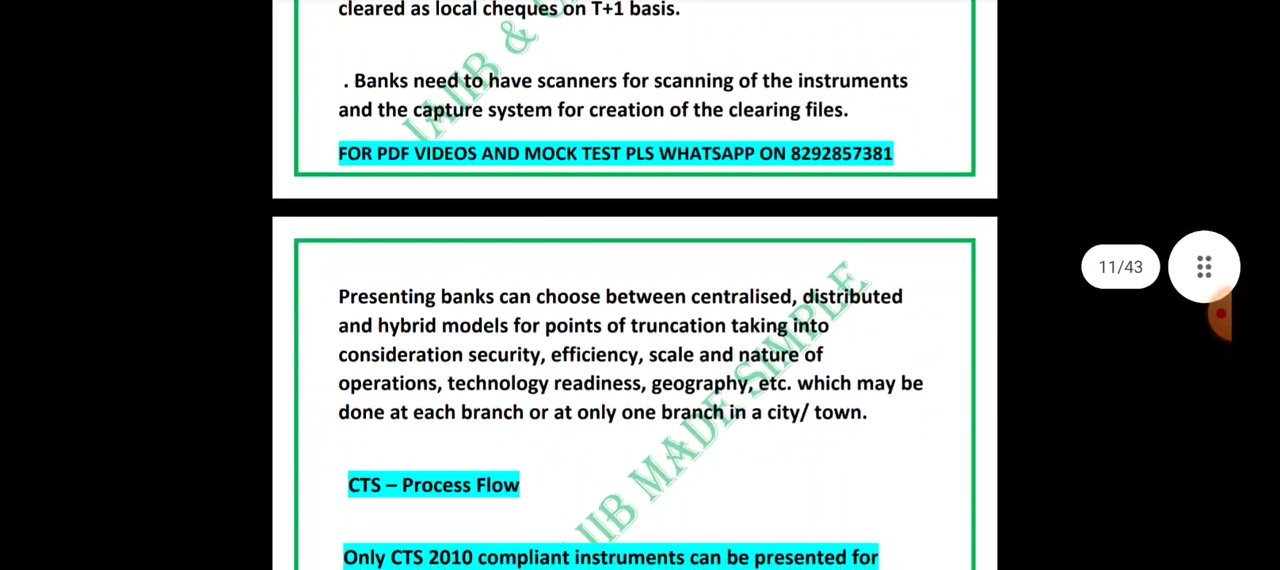 cleared as local cheques on T+1 basis.
. Banks need to have scanners for scanning of the instruments
and the capture system for creation of the clearing files.
FOR PDF VIDEOS AND MOCK TEST PLS WHATSAPP ON 8292857381
11/43
Presenting banks can choose between centralised, distributed
and hybrid models for points of truncation taking into
consideration security, efficiency, scale and nature of
operations, technology readiness, geography, etc. which may be
done at each branch or at only one branch in a city/ town.
CTS – Process Flow
Only CTS 2010 compliant instruments can be presented for
MADE SIMPLE